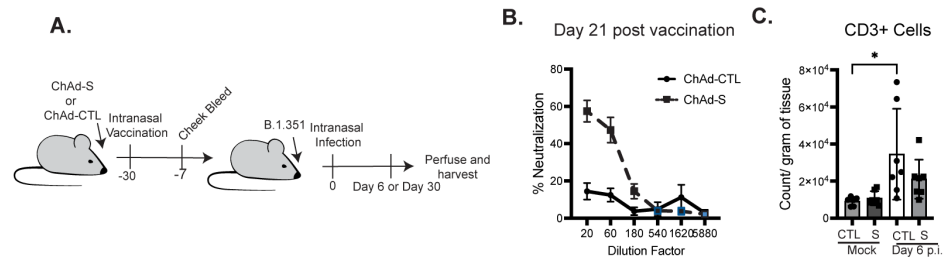 A.
ChAd-S
or
ChAd-CTL
Intranasal
Vaccination
Cheek Bleed
-30
-7
B.1.351
Intranasal
Infection
0
Day 6 or Day 30
Perfuse and
harvest
B.
Day 21 post vaccination
ChAd-CTL
ChAd-S
% Neutralization
80
60
40
20
0
20 60 180 540 1620 5880
Dilution Factor
C.
CD3+ Cells
*
Count/ gram of tissue
8×10⁴
6×10⁴
4×10⁴
2×10⁴
0
CTL S CTL S
Mock Day 6 p.i.